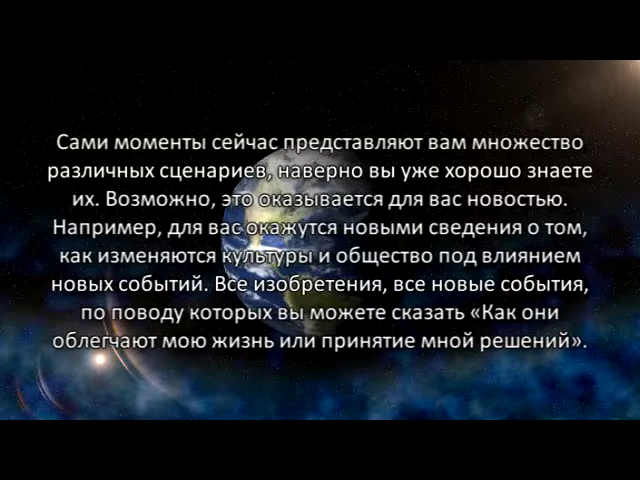 Сами моменты сейчас представляют вам множество
различных сценариев, наверно вы уже хорошо знаете
их. Возможно, это оказывается для вас новостью.
Например, для вас окажутся новыми сведения о том,
как изменяются культуры и общество под влиянием
новых событий. Все изобретения, все новые события,
по поводу которых вы можете сказать «Как они
облегчают мою жизнь или принятие мной решений».